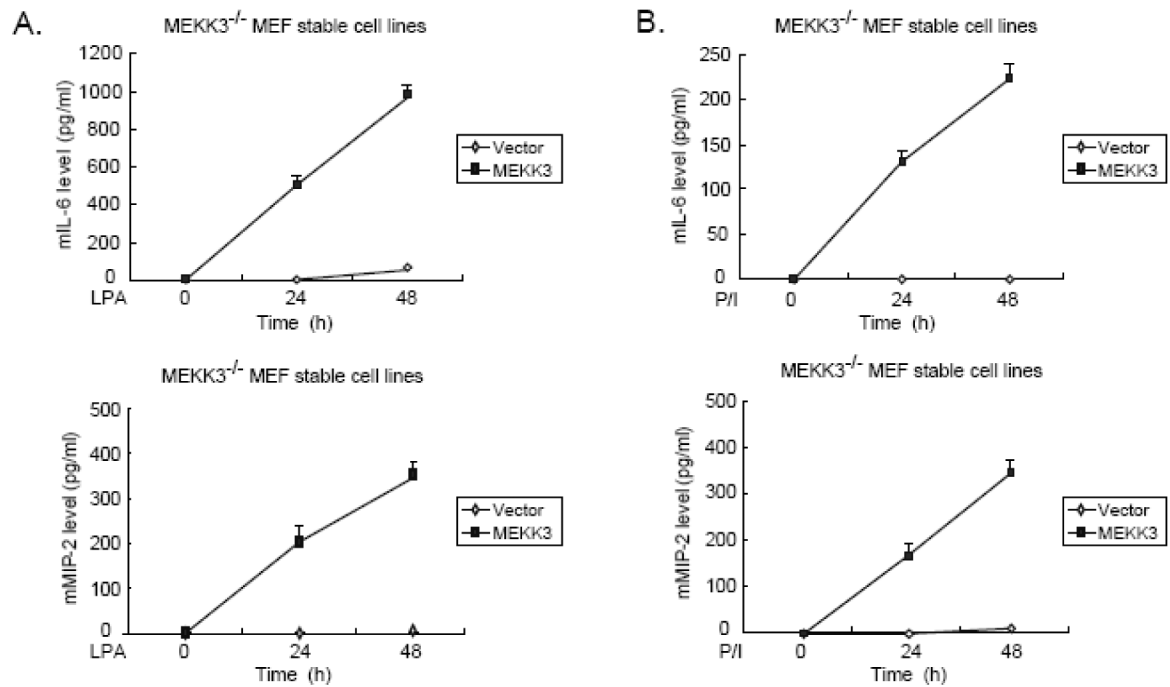 A.
MEKK3-/- MEF stable cell lines
mIL-6 level (pg/ml)
1200
1000
800
600
400
200
0
LPA
0
24
48
Time (h)
Vector
MEKK3
B.
MEKK3-/- MEF stable cell lines
mIL-6 level (pg/ml)
250
200
150
100
50
0
P/I
0
24
48
Time (h)
Vector
MEKK3
MEKK3-/- MEF stable cell lines
mMIP-2 level (pg/ml)
500
400
300
200
100
0
LPA
0
24
48
Time (h)
Vector
MEKK3
MEKK3-/- MEF stable cell lines
mMIP-2 level (pg/ml)
500
400
300
200
100
0
P/I
0
24
48
Time (h)
Vector
MEKK3